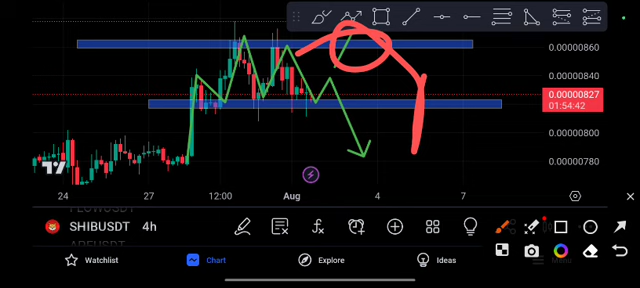 0.00000860
0.00000840
0.00000827
01:54:42
0.00000800
0.00000780
24 27 12:00 Aug 4 7
SHIBUSDT 4h
Watchlist Chart Explore Ideas